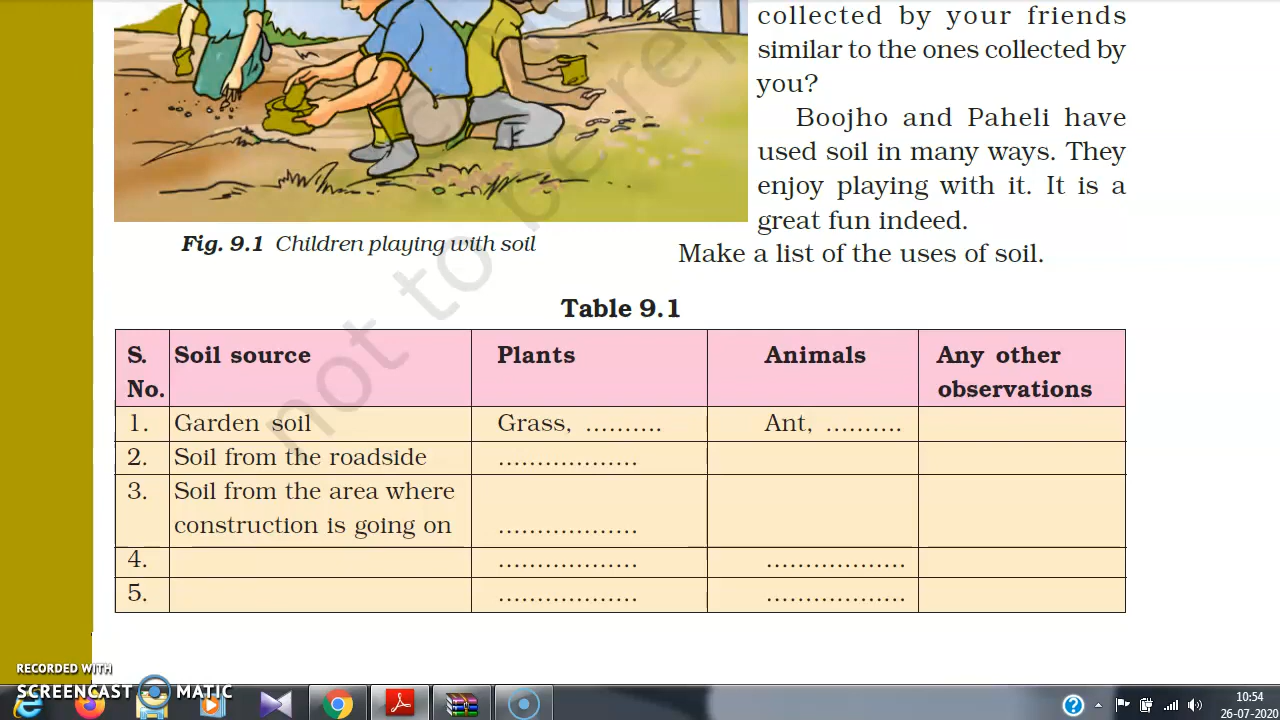 collected by your friends
similar to the ones collected by
you?
Boojho and Paheli have
used soil in many ways. They
enjoy playing with it. It is a
great fun indeed.
Fig. 9.1 Children playing with soil
Make a list of the uses of soil.
not to be re
Table 9.1
S. No. Soil source Plants Animals Any other observations
1. Garden soil Grass, .......... Ant, ..........
2. Soil from the roadside ..................
3. Soil from the area where
construction is going on ..................
4. .................. ..................
5. .................. ..................
RECORDED WITH
SCREENCAST MATIC
10:54
26-07-2020